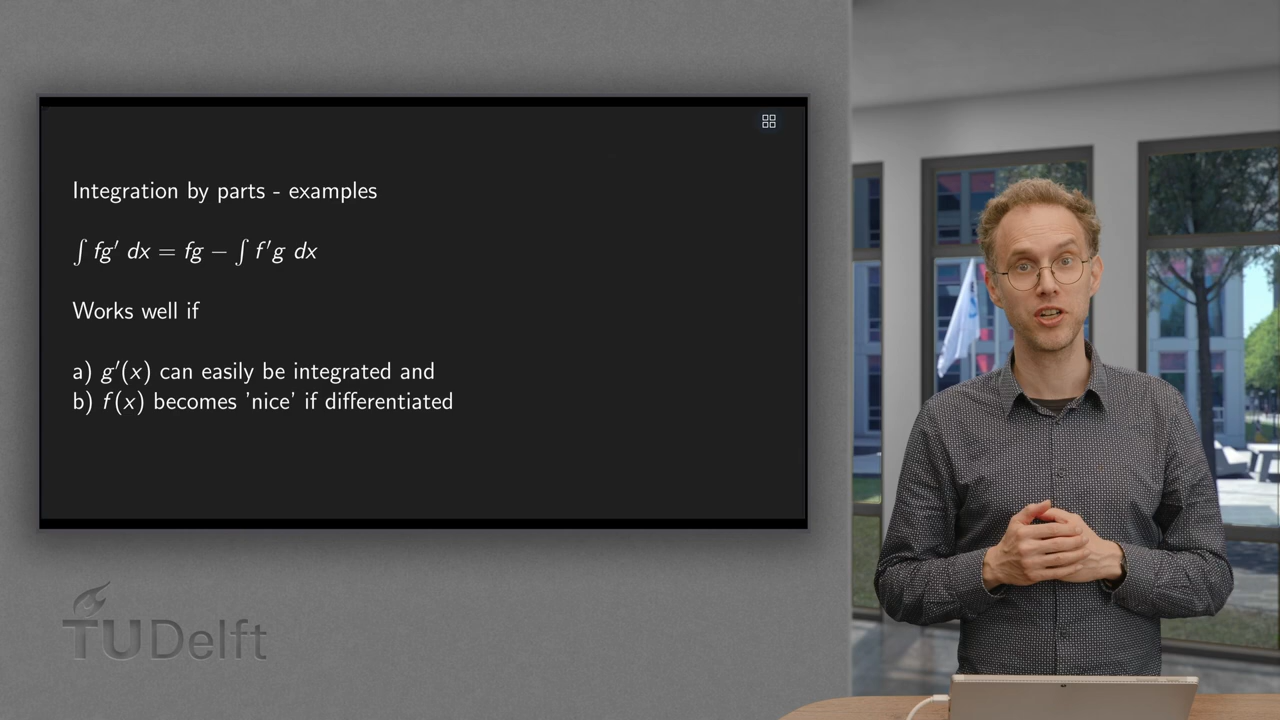 Integration by parts - examples
∫ fg′ dx = fg − ∫ f′g dx
Works well if
a) g′(x) can easily be integrated and
b) f(x) becomes 'nice' if differentiated
TUDelft